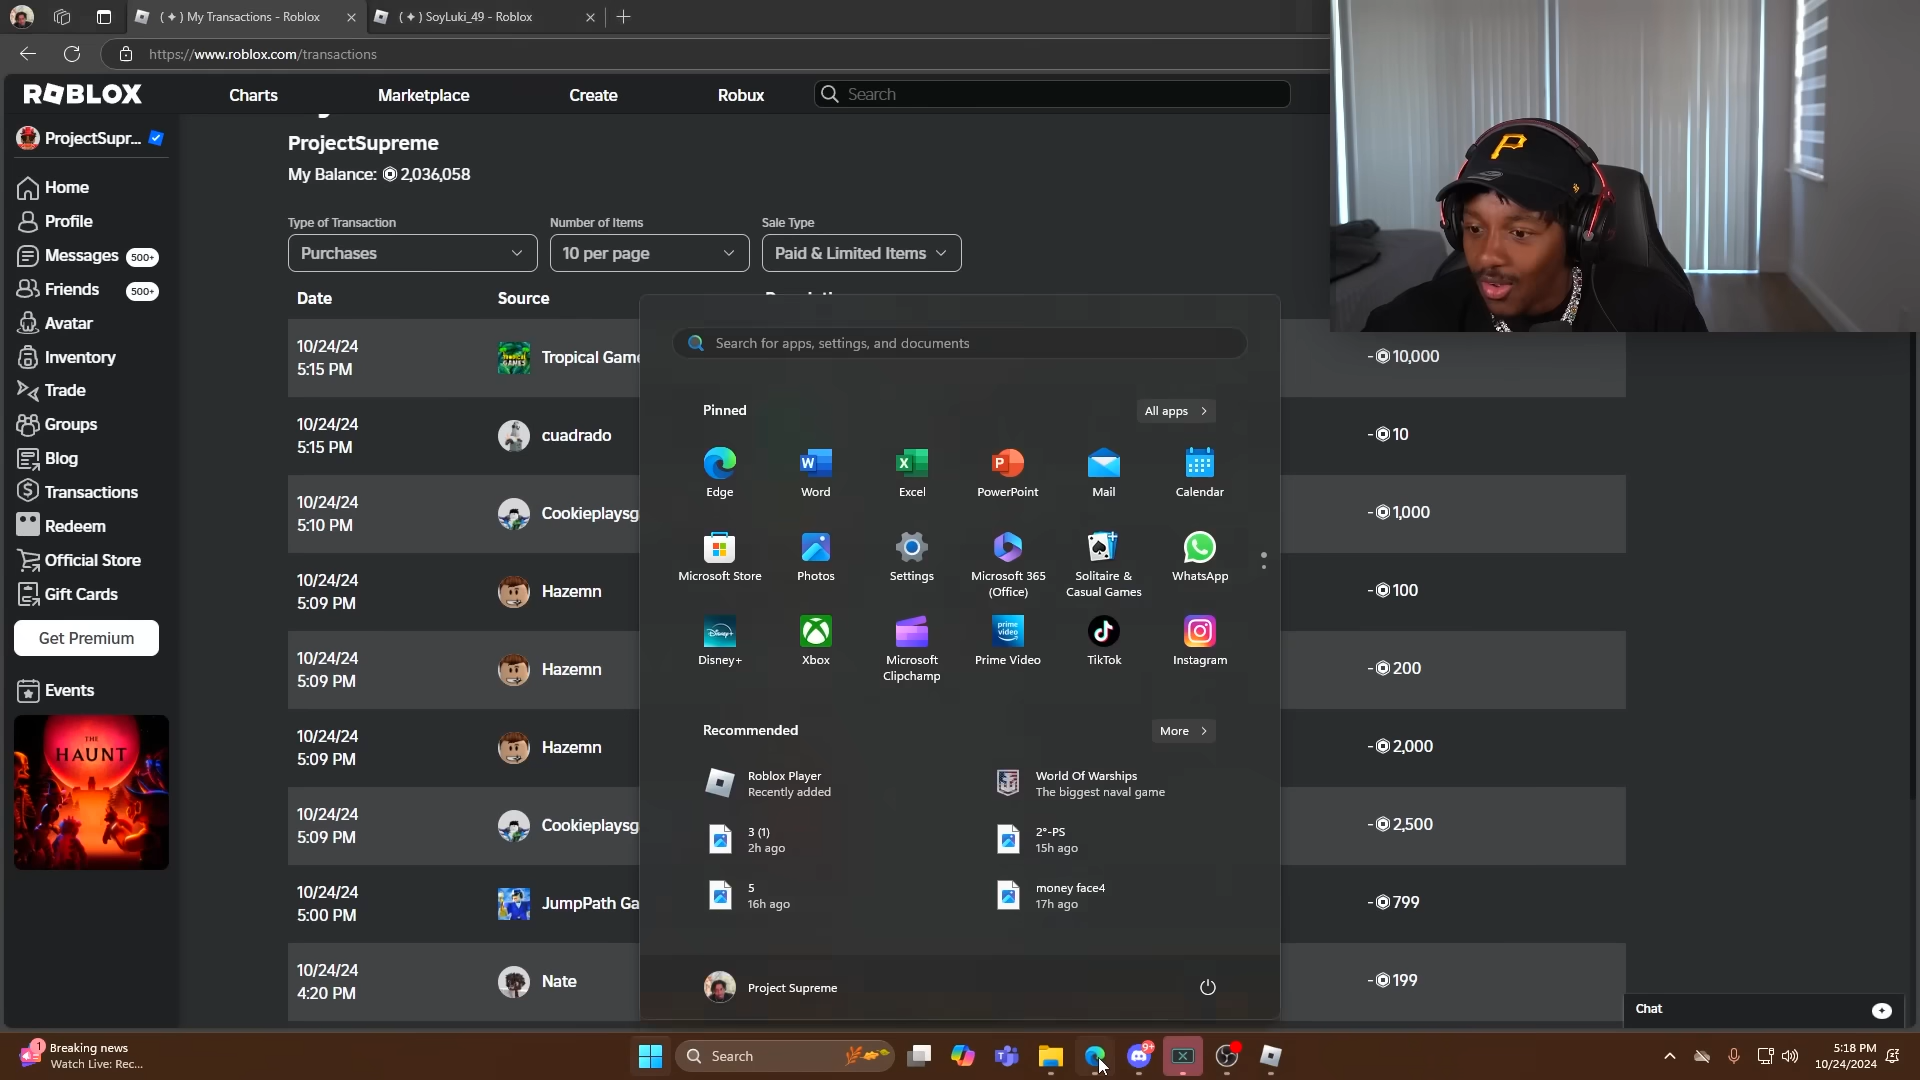 ( ✦ ) My Transactions - Roblox
( ✦ ) SoyLuki_49 - Roblox
https://www.roblox.com/transactions
ROBLOX
Charts
Marketplace
Create
Robux
Search
ProjectSupr...
Home
Profile
Messages 500+
Friends 500+
Avatar
Inventory
Trade
Groups
Blog
Transactions
Redeem
Official Store
Gift Cards
Get Premium
Events
THE
HAUNT
ProjectSupreme
My Balance: 2,036,058
Type of Transaction
Number of Items
Sale Type
Purchases
10 per page
Paid & Limited Items
Date
Source
10/24/24
5:15 PM
Tropical Game
-10,000
10/24/24
5:15 PM
cuadrado
-10
10/24/24
5:10 PM
Cookieplaysg
-1,000
10/24/24
5:09 PM
Hazemn
-100
10/24/24
5:09 PM
Hazemn
-200
10/24/24
5:09 PM
Hazemn
-2,000
10/24/24
5:09 PM
Cookieplaysg
-2,500
10/24/24
5:00 PM
JumpPath Ga
-799
10/24/24
4:20 PM
Nate
-199
Search for apps, settings, and documents
Pinned
All apps >
Edge
Word
Excel
PowerPoint
Mail
Calendar
Microsoft Store
Photos
Settings
Microsoft 365
(Office)
Solitaire &
Casual Games
WhatsApp
Disney+
Xbox
Microsoft
Clipchamp
prime
video
Prime Video
TikTok
Instagram
Recommended
More >
Roblox Player
Recently added
World Of Warships
The biggest naval game
3 (1)
2h ago
2°-PS
15h ago
5
16h ago
money face4
17h ago
Project Supreme
Chat
1
Breaking news
Watch Live: Rec...
Search
9+
5:18 PM
10/24/2024
P